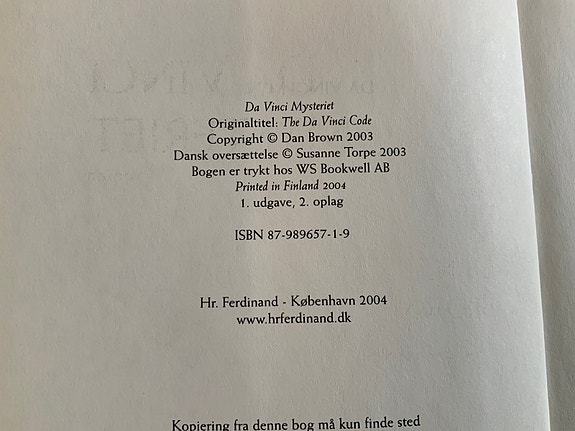 Da Vinci Mysteriet
Originaltitel: The Da Vinci Code
Copyright © Dan Brown 2003
Dansk oversættelse © Susanne Torpe 2003
Bogen er trykt hos WS Bookwell AB
Printed in Finland 2004
1. udgave, 2. oplag
ISBN 87-989657-1-9
Hr. Ferdinand - København 2004
www.hrferdinand.dk
Kopiering fra denne bog må kun finde sted